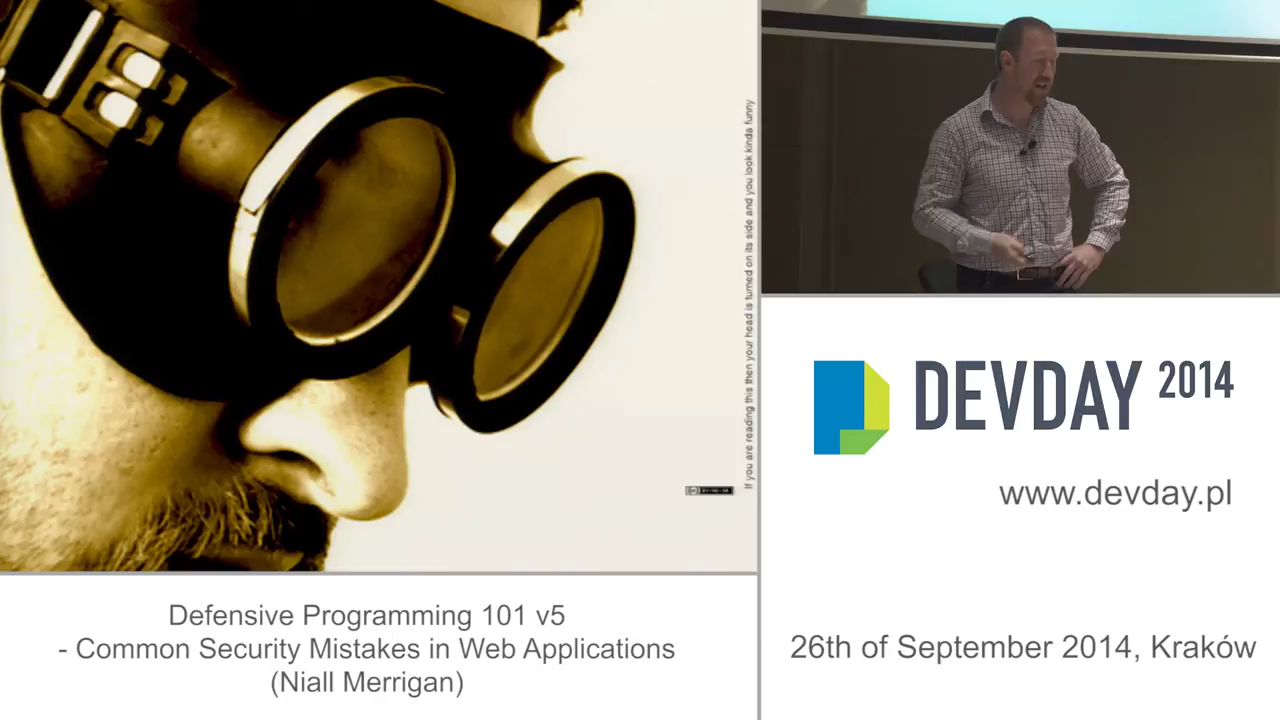 If you are reading this then your head is turned on its side and you look kinda funny
DEVDAY 2014
www.devday.pl
Defensive Programming 101 v5
- Common Security Mistakes in Web Applications
(Niall Merrigan)
26th of September 2014, Kraków